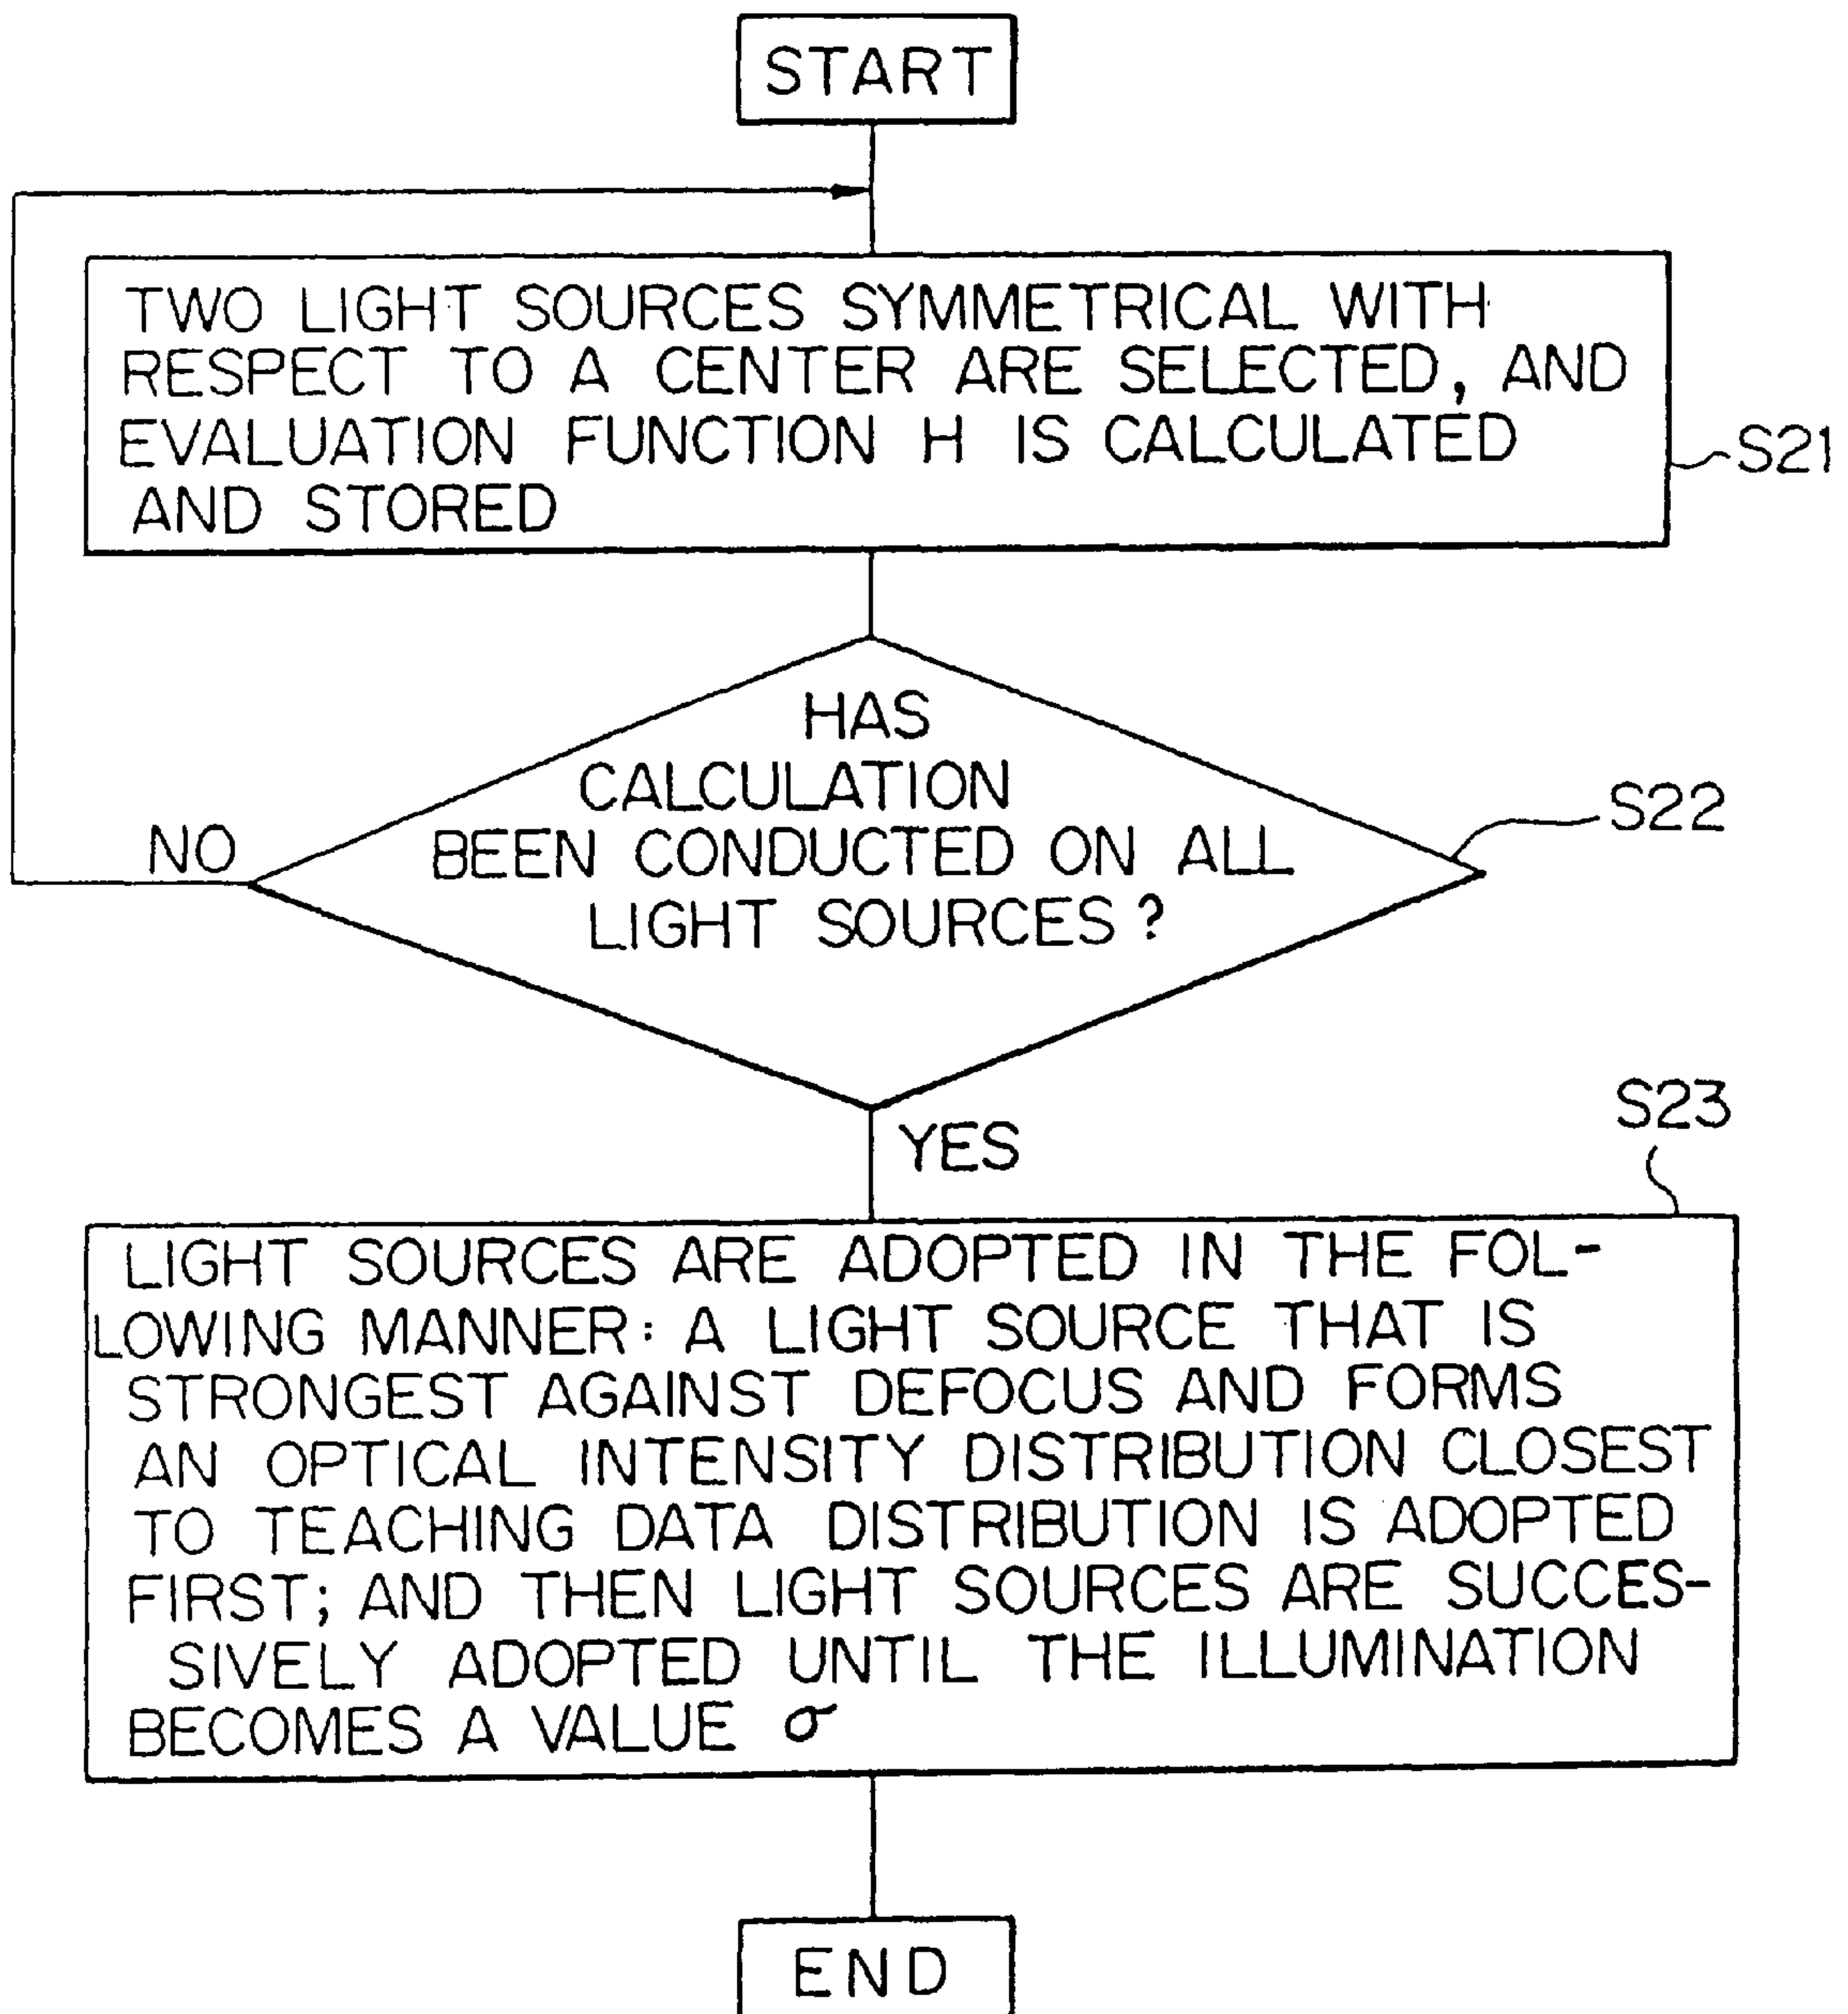 START
TWO LIGHT SOURCES SYMMETRICAL WITH
RESPECT TO A CENTER ARE SELECTED, AND
EVALUATION FUNCTION H IS CALCULATED
AND STORED
S21
HAS
CALCULATION
BEEN CONDUCTED ON ALL
LIGHT SOURCES?
S22
NO
YES
S23
LIGHT SOURCES ARE ADOPTED IN THE FOL-
LOWING MANNER: A LIGHT SOURCE THAT IS
STRONGEST AGAINST DEFOCUS AND FORMS
AN OPTICAL INTENSITY DISTRIBUTION CLOSEST
TO TEACHING DATA DISTRIBUTION IS ADOPTED
FIRST; AND THEN LIGHT SOURCES ARE SUCCES-
SIVELY ADOPTED UNTIL THE ILLUMINATION
BECOMES A VALUE σ
END